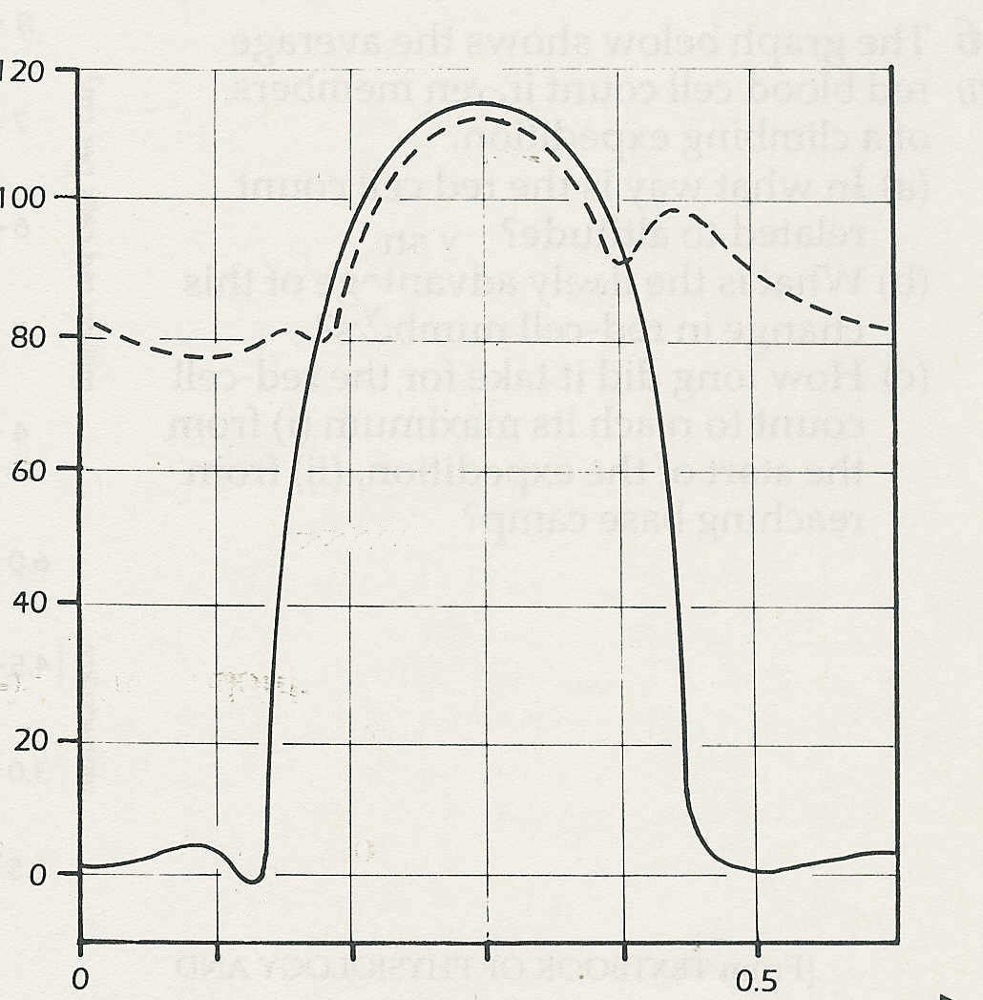 120
100
80
60
40
20
0
0 0.5
The graph below shows the average
red blood cell count in ten members
of a climbing expedition.
(a) In what way is the red cell count
related to altitude?
(b) What is the likely advantage of this
change in red-cell numbers?
(c) How long did it take for the red-cell
count to reach its maximum (i) from
the start of the expedition, (ii) from
reaching base camp?